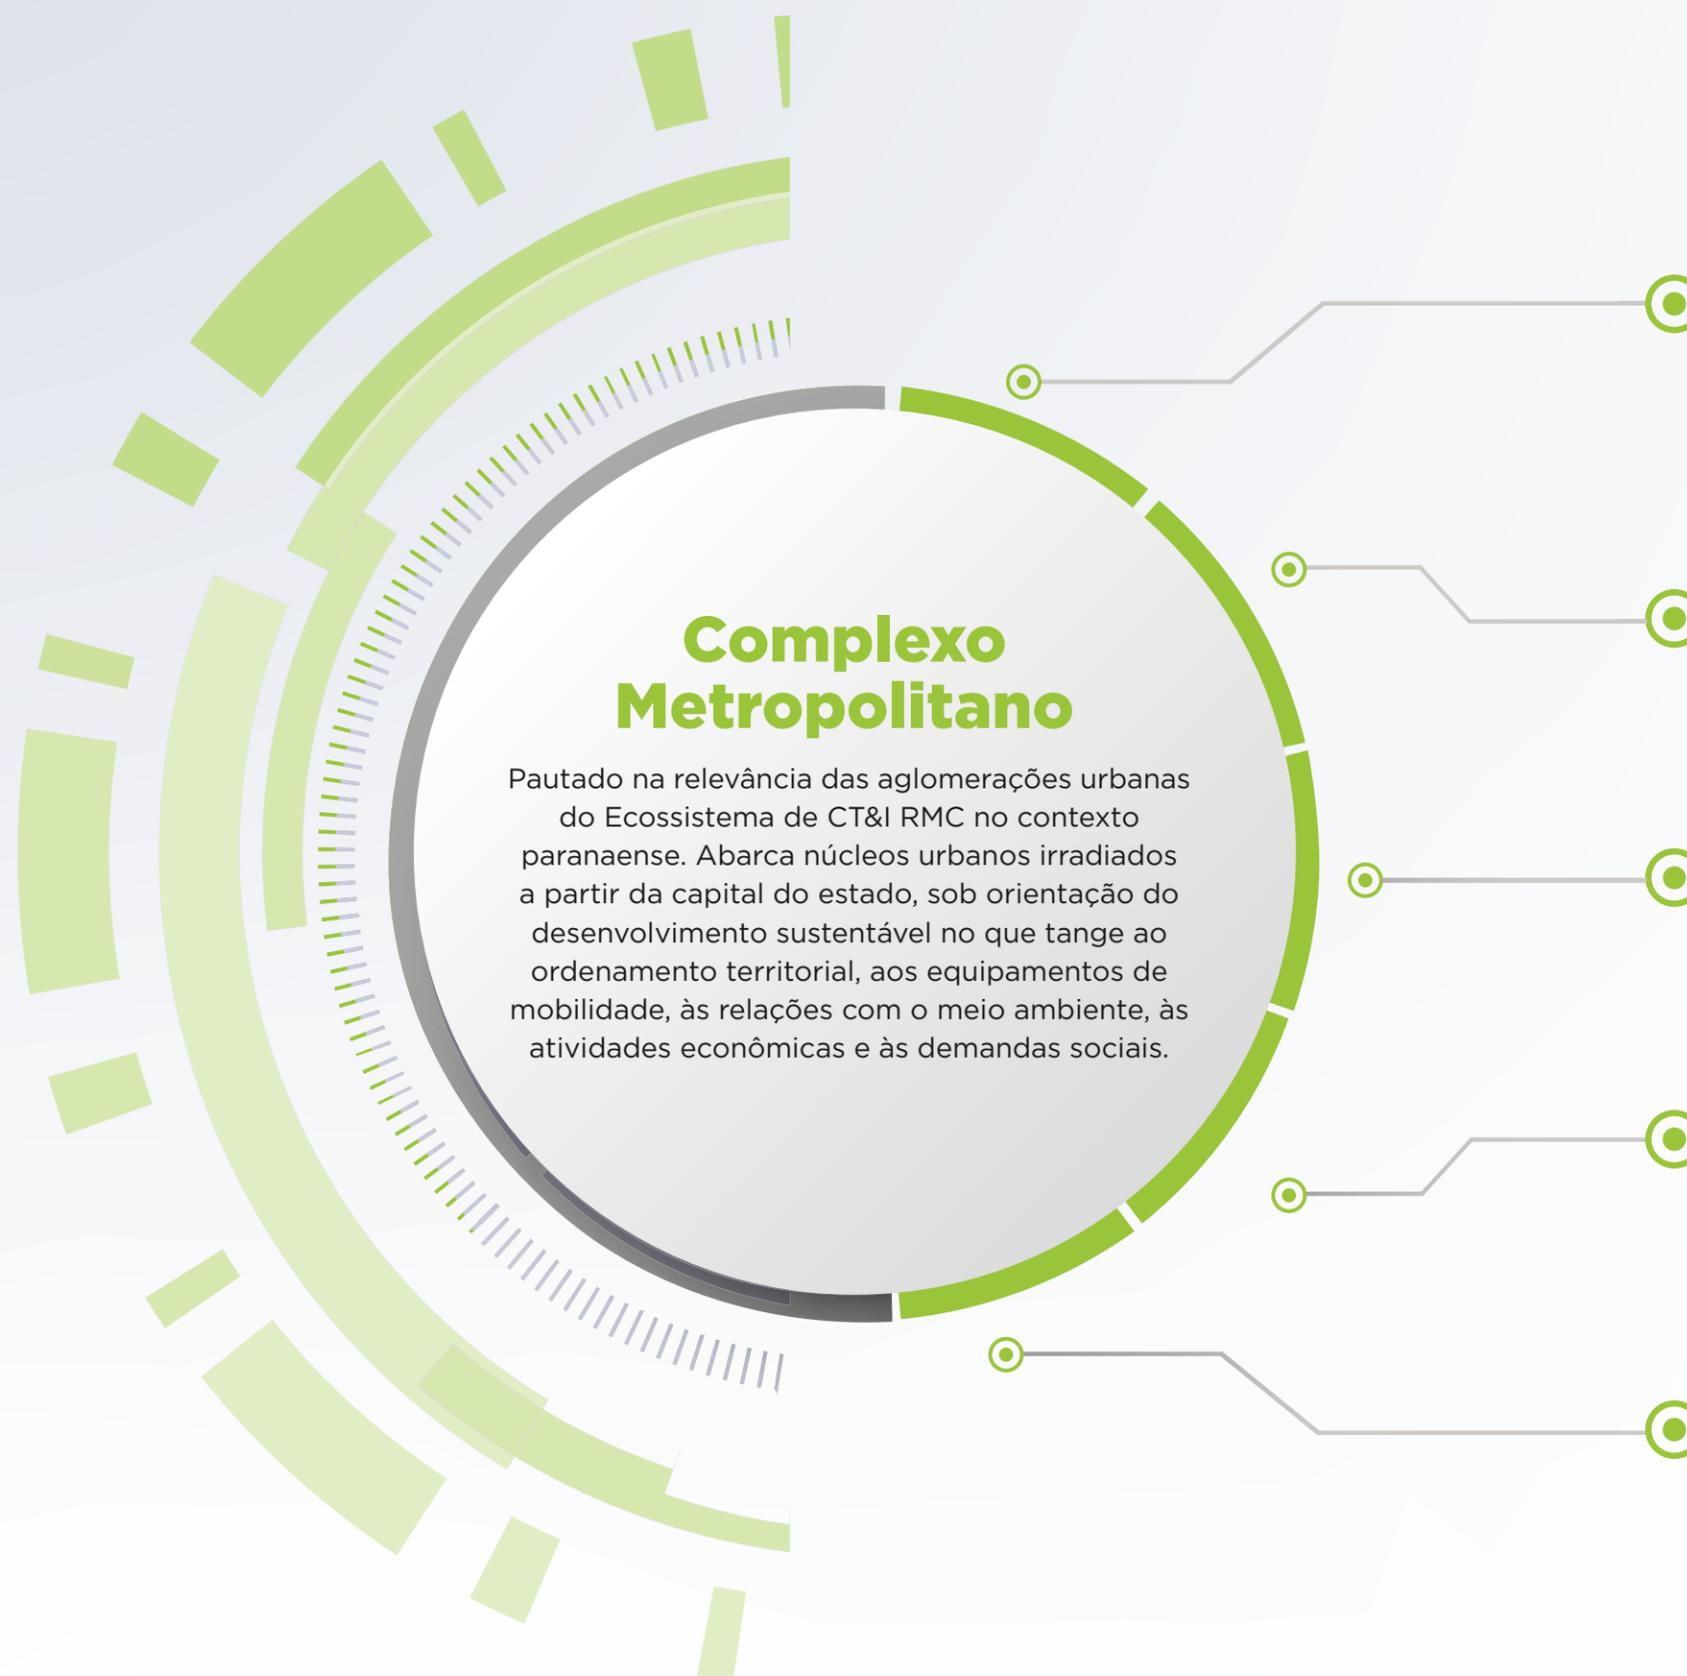 Complexo
Metropolitano
Pautado na relevância das aglomerações urbanas
do Ecossistema de CT&I RMC no contexto
paranaense. Abarca núcleos urbanos irradiados
a partir da capital do estado, sob orientação do
desenvolvimento sustentável no que tange ao
ordenamento territorial, aos equipamentos de
mobilidade, às relações com o meio ambiente, às
atividades econômicas e às demandas sociais.